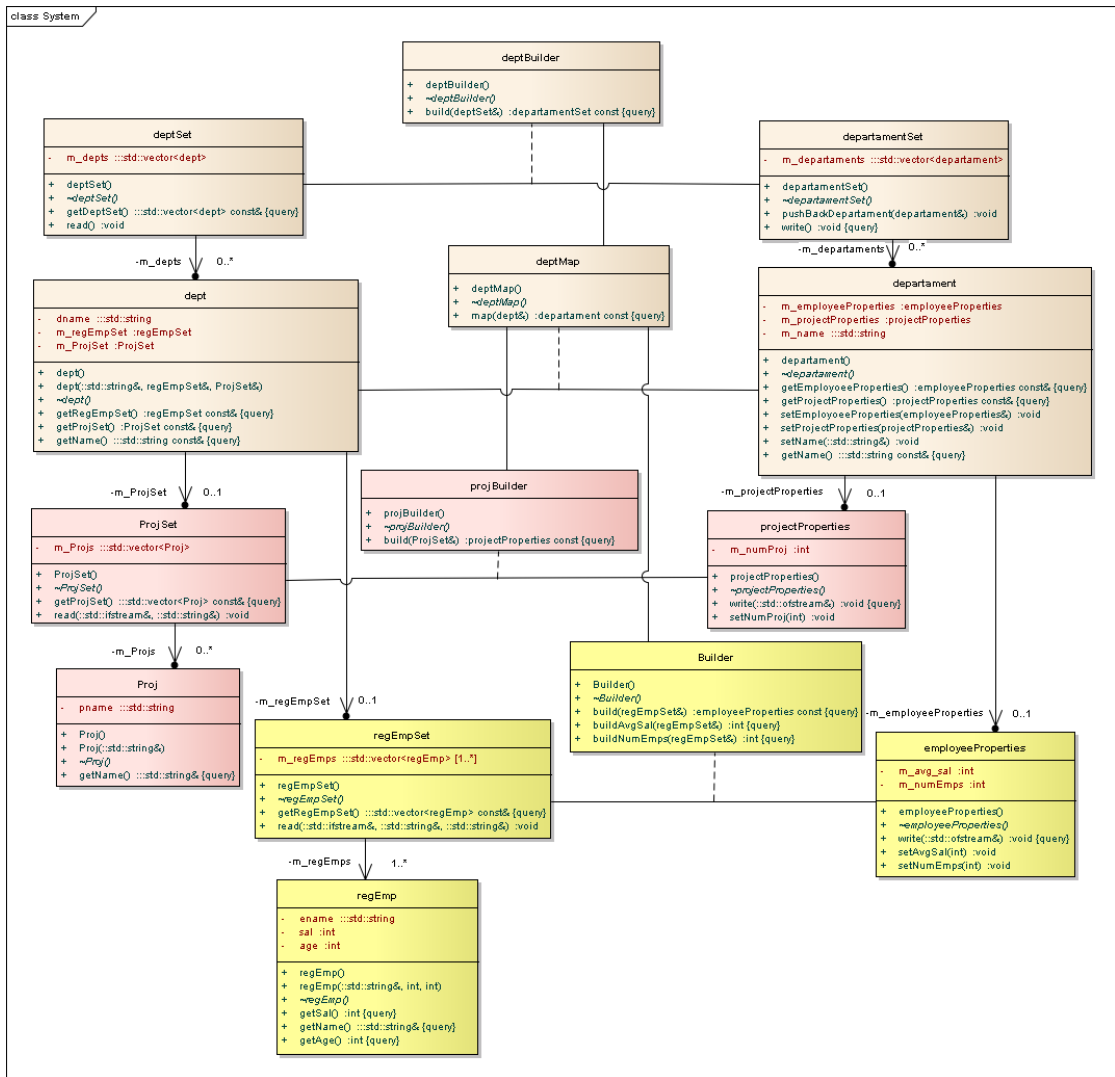 class System
deptBuilder
+ deptBuilder()
+ ~deptBuilder()
+ build(deptSet&) :departamentSet const {query}
deptSet
- m_depts :::std::vector<dept>
+ deptSet()
+ ~deptSet()
+ getDeptSet() :::std::vector<dept> const& {query}
+ read() :void
departamentSet
- m_departaments :::std::vector<departament>
+ departamentSet()
+ ~departamentSet()
+ pushBackDepartament(departament&) :void
+ write() :void {query}
-m_depts 0..*
-m_departaments 0..*
deptMap
+ deptMap()
+ ~deptMap()
+ map(dept&) :departament const {query}
dept
- dname :::std::string
- m_regEmpSet :regEmpSet
- m_ProjSet :ProjSet
+ dept()
+ dept(::std::string&, regEmpSet&, ProjSet&)
+ ~dept()
+ getRegEmpSet() :regEmpSet const& {query}
+ getProjSet() :ProjSet const& {query}
+ getName() :::std::string const& {query}
departament
- m_employeeProperties :employeeProperties
- m_projectProperties :projectProperties
- m_name :::std::string
+ departament()
+ ~departament()
+ getEmployoeeProperties() :employeeProperties const& {query}
+ getProjectProperties() :projectProperties const& {query}
+ setEmployoeeProperties(employeeProperties&) :void
+ setProjectProperties(projectProperties&) :void
+ setName(::std::string&) :void
+ getName() :::std::string const& {query}
-m_ProjSet 0..1
projBuilder
+ projBuilder()
+ ~projBuilder()
+ build(ProjSet&) :projectProperties const {query}
-m_projectProperties 0..1
ProjSet
- m_Projs :::std::vector<Proj>
+ ProjSet()
+ ~ProjSet()
+ getProjSet() :::std::vector<Proj> const& {query}
+ read(::std::ifstream&, ::std::string&) :void
projectProperties
- m_numProj :int
+ projectProperties()
+ ~projectProperties()
+ write(::std::ofstream&) :void {query}
+ setNumProj(int) :void
-m_Projs 0..*
Proj
- pname :::std::string
+ Proj()
+ Proj(::std::string&)
+ ~Proj()
+ getName() :::std::string& {query}
Builder
+ Builder()
+ ~Builder()
+ build(regEmpSet&) :employeeProperties const {query}
+ buildAvgSal(regEmpSet&) :int {query}
+ buildNumEmps(regEmpSet&) :int {query}
-m_regEmpSet 0..1
-m_employeeProperties 0..1
regEmpSet
- m_regEmps :::std::vector<regEmp> [1..*]
+ regEmpSet()
+ ~regEmpSet()
+ getRegEmpSet() :::std::vector<regEmp> const& {query}
+ read(::std::ifstream&, ::std::string&, ::std::string&) :void
employeeProperties
- m_avg_sal :int
- m_numEmps :int
+ employeeProperties()
+ ~employeeProperties()
+ write(::std::ofstream&) :void {query}
+ setAvgSal(int) :void
+ setNumEmps(int) :void
-m_regEmps 1..*
regEmp
- ename :::std::string
- sal :int
- age :int
+ regEmp()
+ regEmp(::std::string&, int, int)
+ ~regEmp()
+ getSal() :int {query}
+ getName() :::std::string& {query}
+ getAge() :int {query}